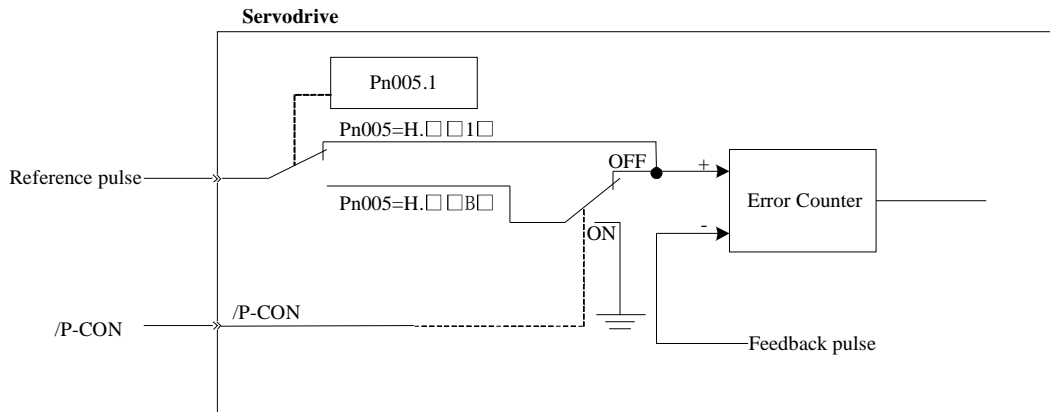 Servodrive
Pn005.1
Pn005=H.□□1□
Reference pulse
OFF
+
Error Counter
Pn005=H.□□B□
ON
-
/P-CON
/P-CON
Feedback pulse